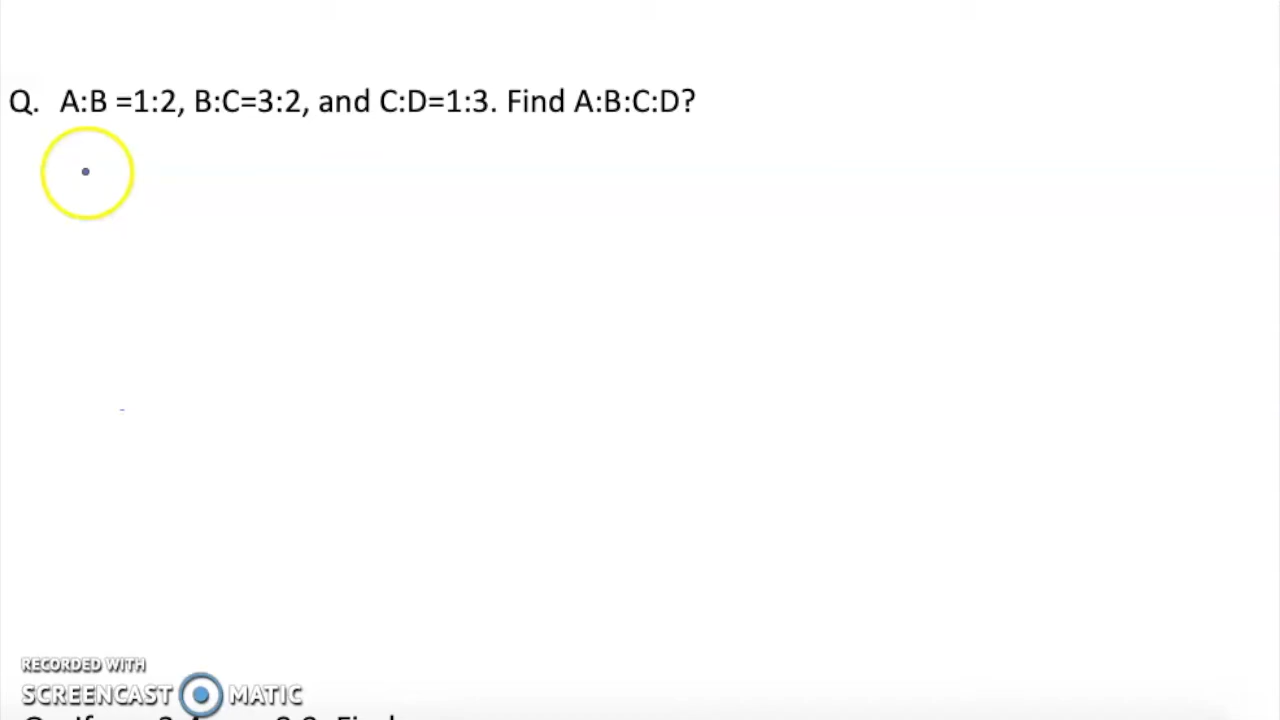 Q. A:B =1:2, B:C=3:2, and C:D=1:3. Find A:B:C:D?
RECORDED WITH
SCREENCAST MATIC